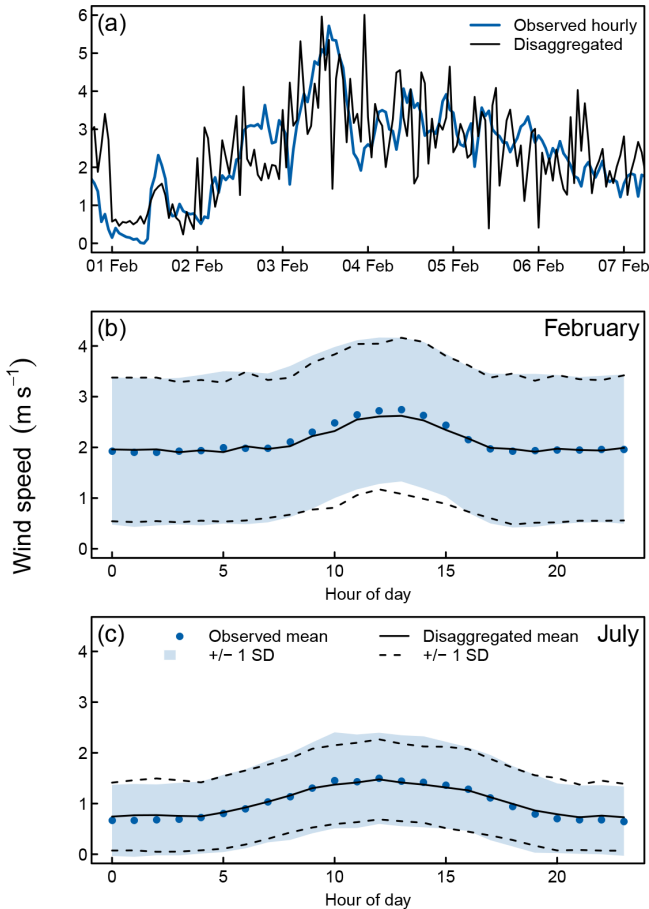 (a)
Observed hourly
Disaggregated
6
5
4
3
2
1
0
01 Feb 02 Feb 03 Feb 04 Feb 05 Feb 06 Feb 07 Feb
Wind speed (m s⁻¹)
(b) February
4
3
2
1
0
0 5 10 15 20
Hour of day
(c) July
Observed mean Disaggregated mean
+/− 1 SD +/− 1 SD
4
3
2
1
0
0 5 10 15 20
Hour of day